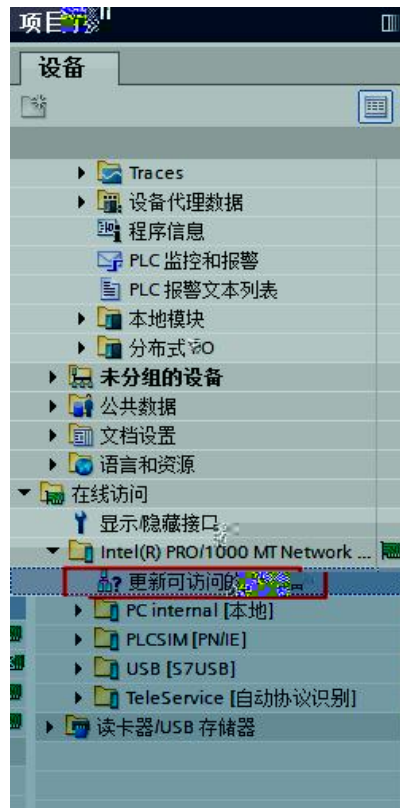 项目
设备
Traces
设备代理数据
程序信息
PLC 监控和报警
PLC 报警文本列表
本地模块
分布式 I/O
未分组的设备
公共数据
文档设置
语言和资源
在线访问
显示/隐藏接口
Intel(R) PRO/1000 MT Network ...
更新可访问的
PC internal [本地]
PLCSIM [PN/IE]
USB [S7USB]
TeleService [自动协议识别]
读卡器/USB 存储器